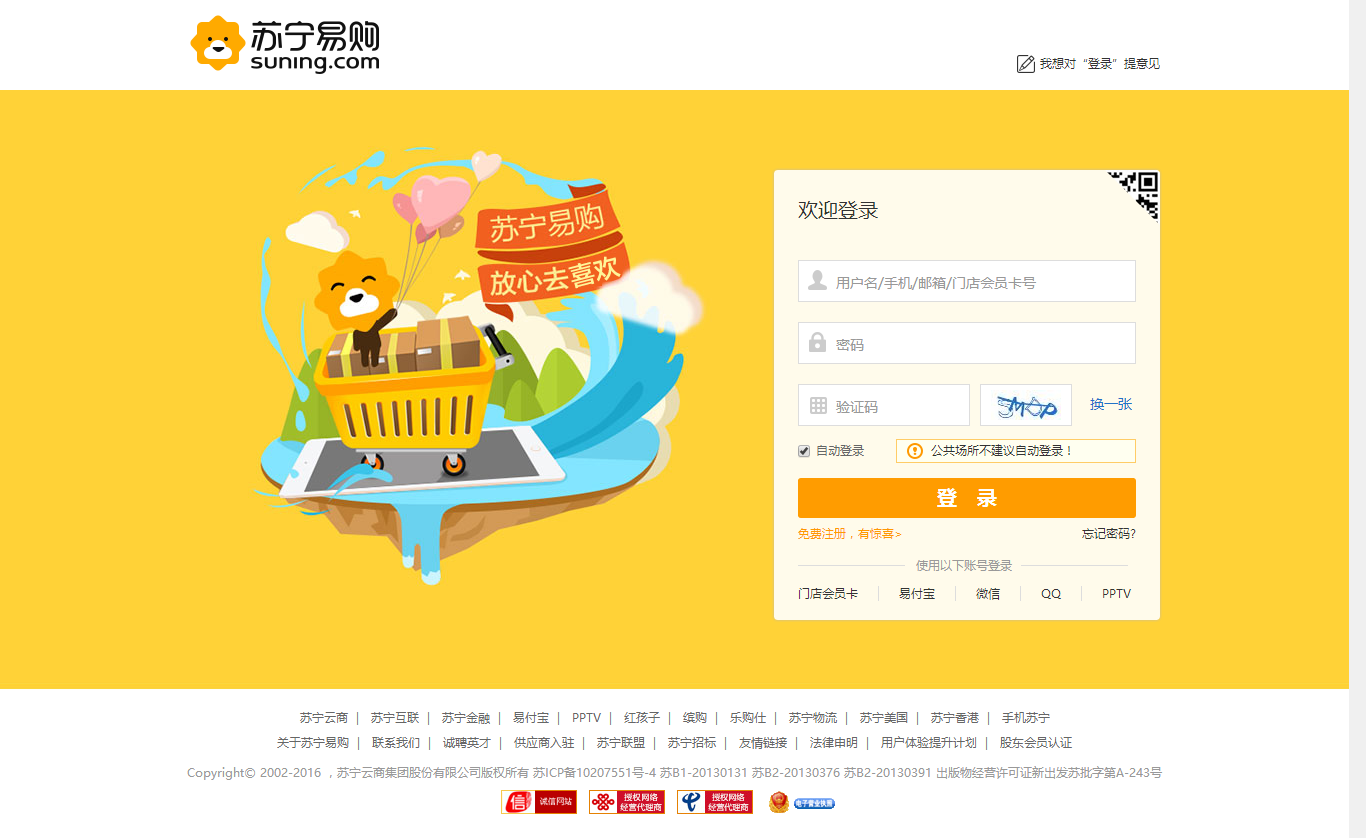 苏宁易购
suning.com
我想对“登录”提意见
苏宁易购
放心去喜欢
欢迎登录
用户名/手机/邮箱/门店会员卡号
密码
验证码
换一张
自动登录
公共场所不建议自动登录！
登 录
免费注册，有惊喜>
忘记密码?
使用以下账号登录
门店会员卡 易付宝 微信 QQ PPTV
苏宁云商 | 苏宁互联 | 苏宁金融 | 易付宝 | PPTV | 红孩子 | 缤购 | 乐购仕 | 苏宁物流 | 苏宁美国 | 苏宁香港 | 手机苏宁
关于苏宁易购 | 联系我们 | 诚聘英才 | 供应商入驻 | 苏宁联盟 | 苏宁招标 | 友情链接 | 法律申明 | 用户体验提升计划 | 股东会员认证
Copyright© 2002-2016 ，苏宁云商集团股份有限公司版权所有 苏ICP备10207551号-4 苏B1-20130131 苏B2-20130376 苏B2-20130391 出版物经营许可证新出发苏批字第A-243号
信 诚信网站
授权网络
经营代理商
授权网络
经营代理商
电子营业执照